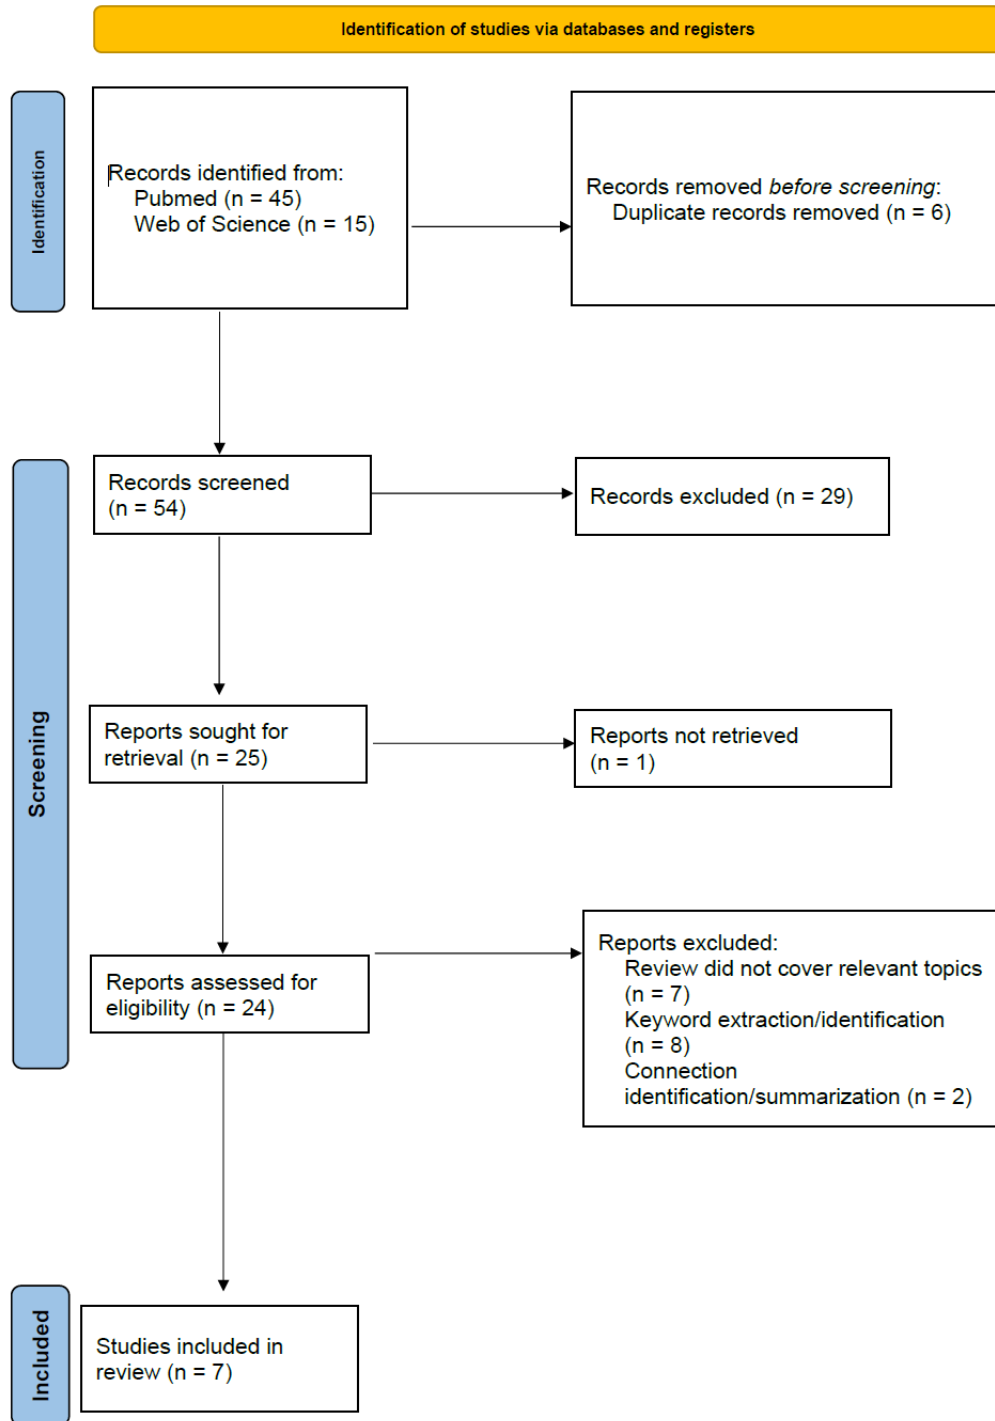 Identification of studies via databases and registers
Identification
Records identified from:
Pubmed (n = 45)
Web of Science (n = 15)
Records removed before screening:
Duplicate records removed (n = 6)
Screening
Records screened
(n = 54)
Records excluded (n = 29)
Reports sought for
retrieval (n = 25)
Reports not retrieved
(n = 1)
Reports assessed for
eligibility (n = 24)
Reports excluded:
Review did not cover relevant topics
(n = 7)
Keyword extraction/identification
(n = 8)
Connection
identification/summarization (n = 2)
Included
Studies included in
review (n = 7)